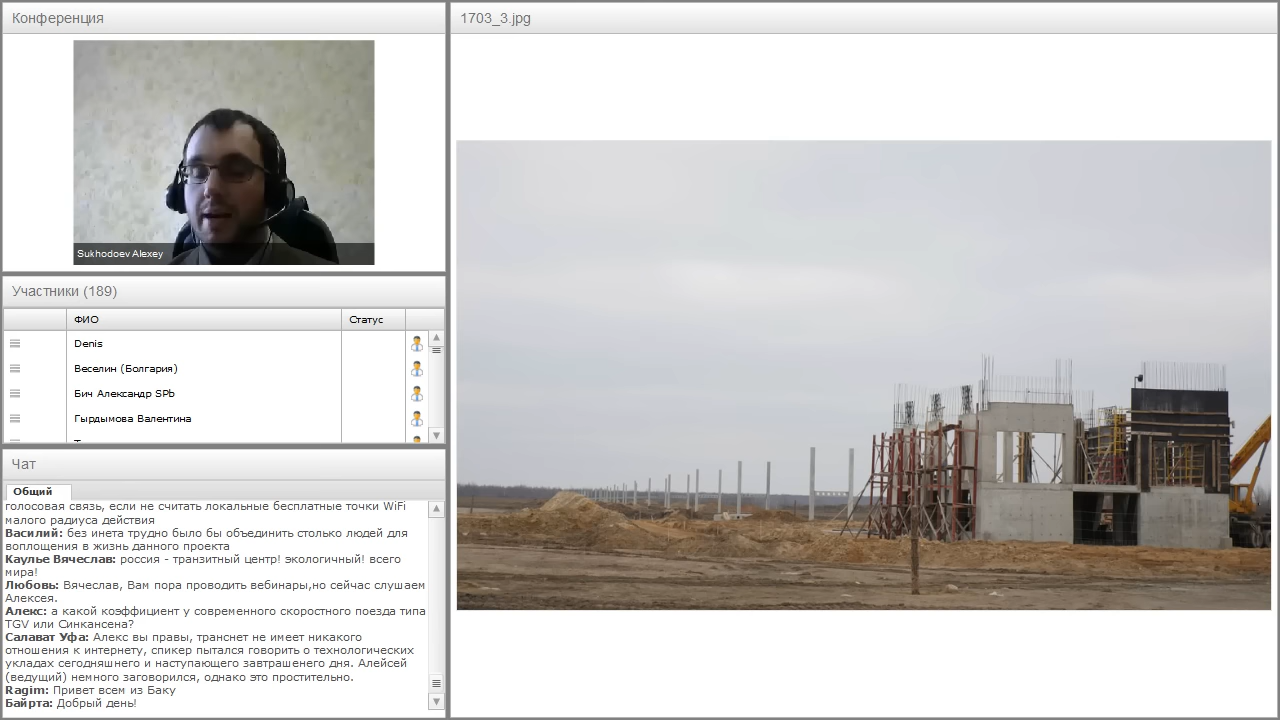 Конференция
1703_3.jpg
Sukhodoev Alexey
Участники (189)
ФИО
Статус
Denis
Веселин (Болгария)
Бич Александр SPb
Гырдымова Валентина
Чат
Общий
голосовая связь, если не считать локальные бесплатные точки WiFi
малого радиуса действия
Василий: без инета трудно было бы объединить столько людей для
воплощения в жизнь данного проекта
Каулье Вячеслав: россия - транзитный центр! экологичный! всего
мира!
Любовь: Вячеслав, Вам пора проводить вебинары,но сейчас слушаем
Алексея.
Алекс: а какой коэффициент у современного скоростного поезда типа
TGV или Синкансена?
Салават Уфа: Алекс вы правы, транснет не имеет никакого
отношения к интернету, спикер пытался говорить о технологических
укладах сегодняшнего и наступающего завтрашенего дня. Алейсей
(ведущий) немного заговорился, однако это простительно.
Ragim: Привет всем из Баку
Байрта: Добрый день!